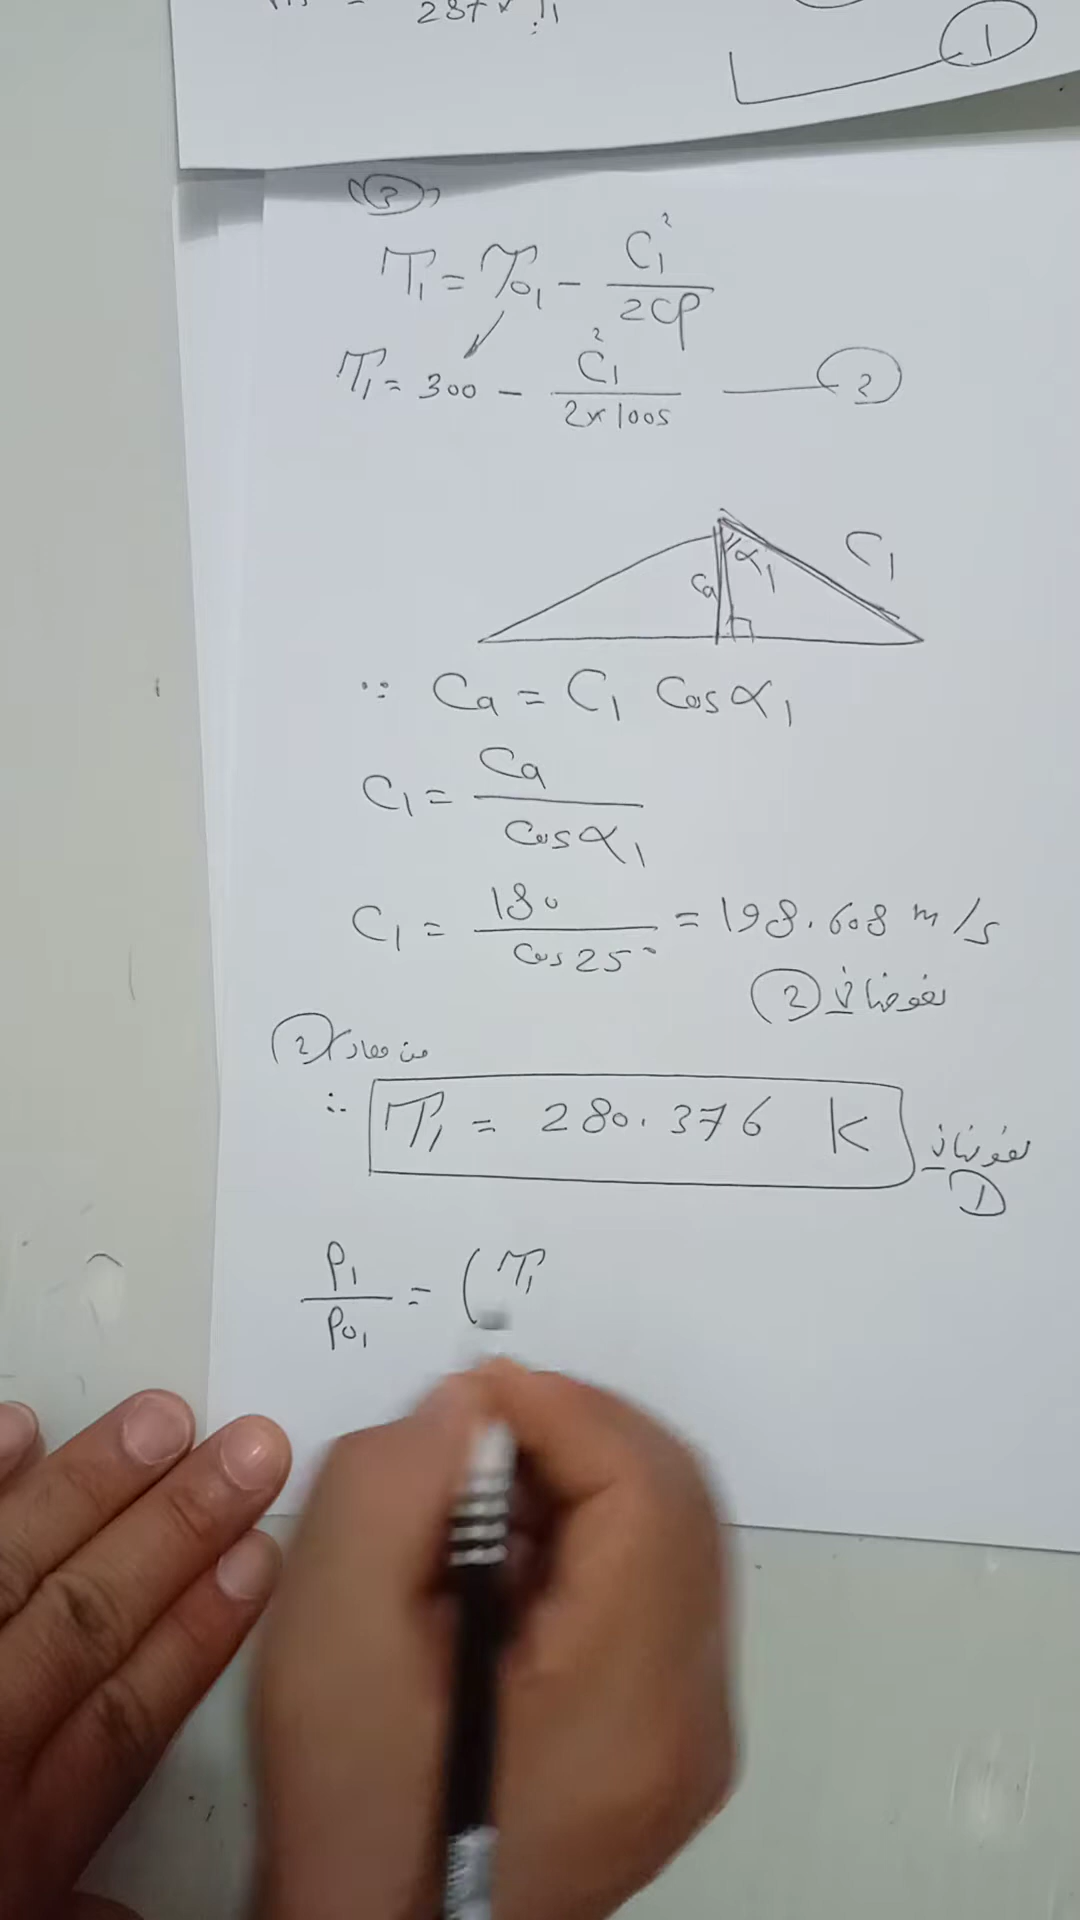 287 ×
1
T₁ = T₀₁ - C₁² / 2Cp
T₁ = 300 - C₁² / 2×1005 —— 2
Ca α₁ C₁
∵ Ca = C₁ Cos α₁
C₁ = Ca / Cos α₁
C₁ = 180 / Cos 25° = 198.608 m/s
نعوضها في 2
من معادلة 2
∴ T₁ = 280.376 K
نعوضها في 1
P₁ / P₀₁ = ( T₁